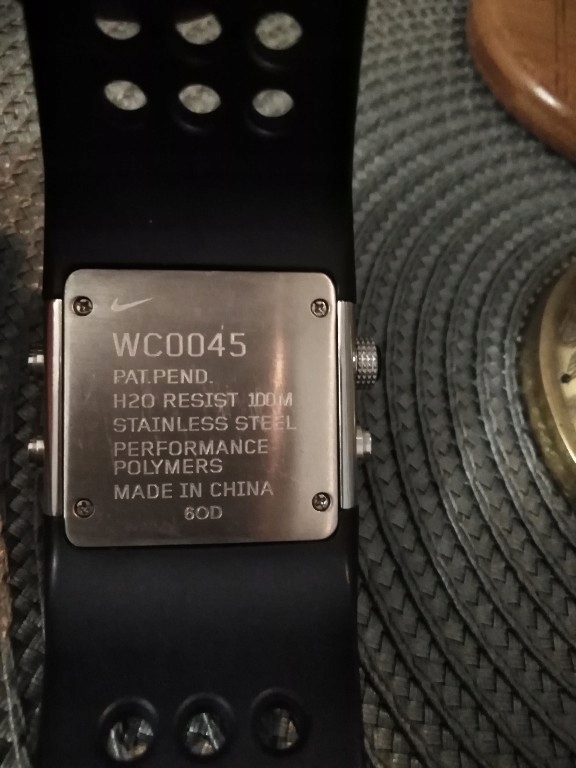 WC0045
PAT.PEND.
H2O RESIST 100M
STAINLESS STEEL
PERFORMANCE
POLYMERS
MADE IN CHINA
60D